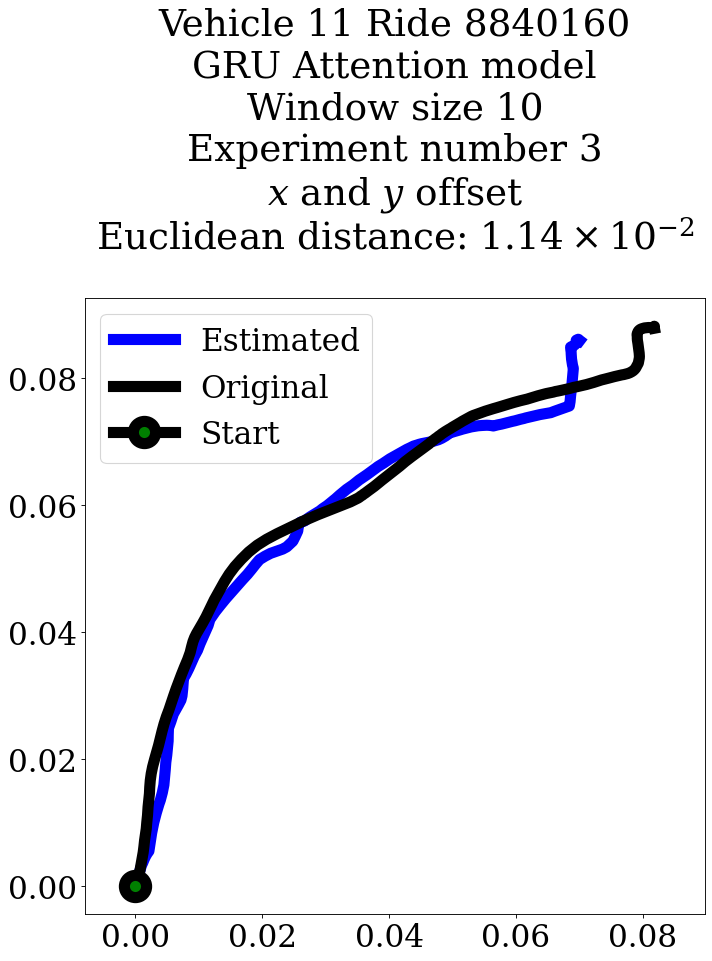 Vehicle 11 Ride 8840160
GRU Attention model
Window size 10
Experiment number 3
x and y offset
Euclidean distance: 1.14 × 10⁻²
Estimated
Original
Start
0.08
0.06
0.04
0.02
0.00
0.00 0.02 0.04 0.06 0.08